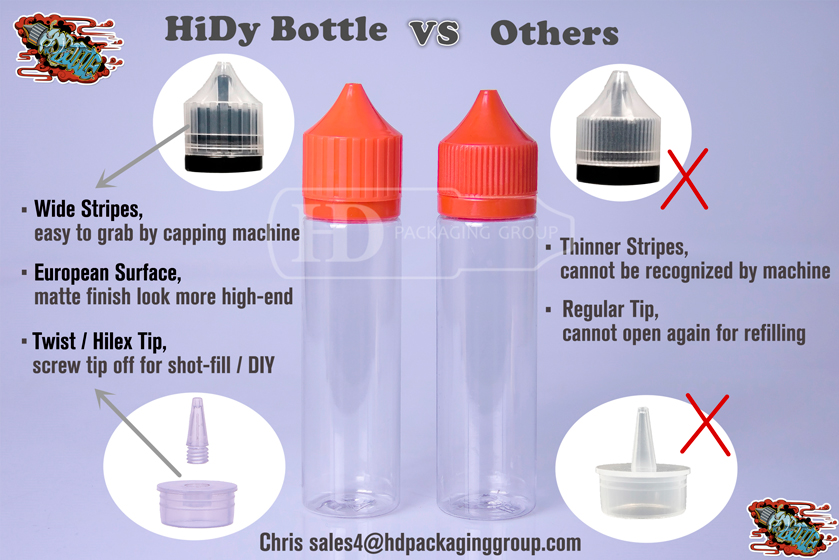 HiDy Bottle VS Others
Wide Stripes,
easy to grab by capping machine
European Surface,
matte finish look more high-end
Twist / Hilex Tip,
screw tip off for shot-fill / DIY
HD PACKAGING GROUP
Thinner Stripes,
cannot be recognized by machine
Regular Tip,
cannot open again for refilling
Chris sales4@hdpackaginggroup.com